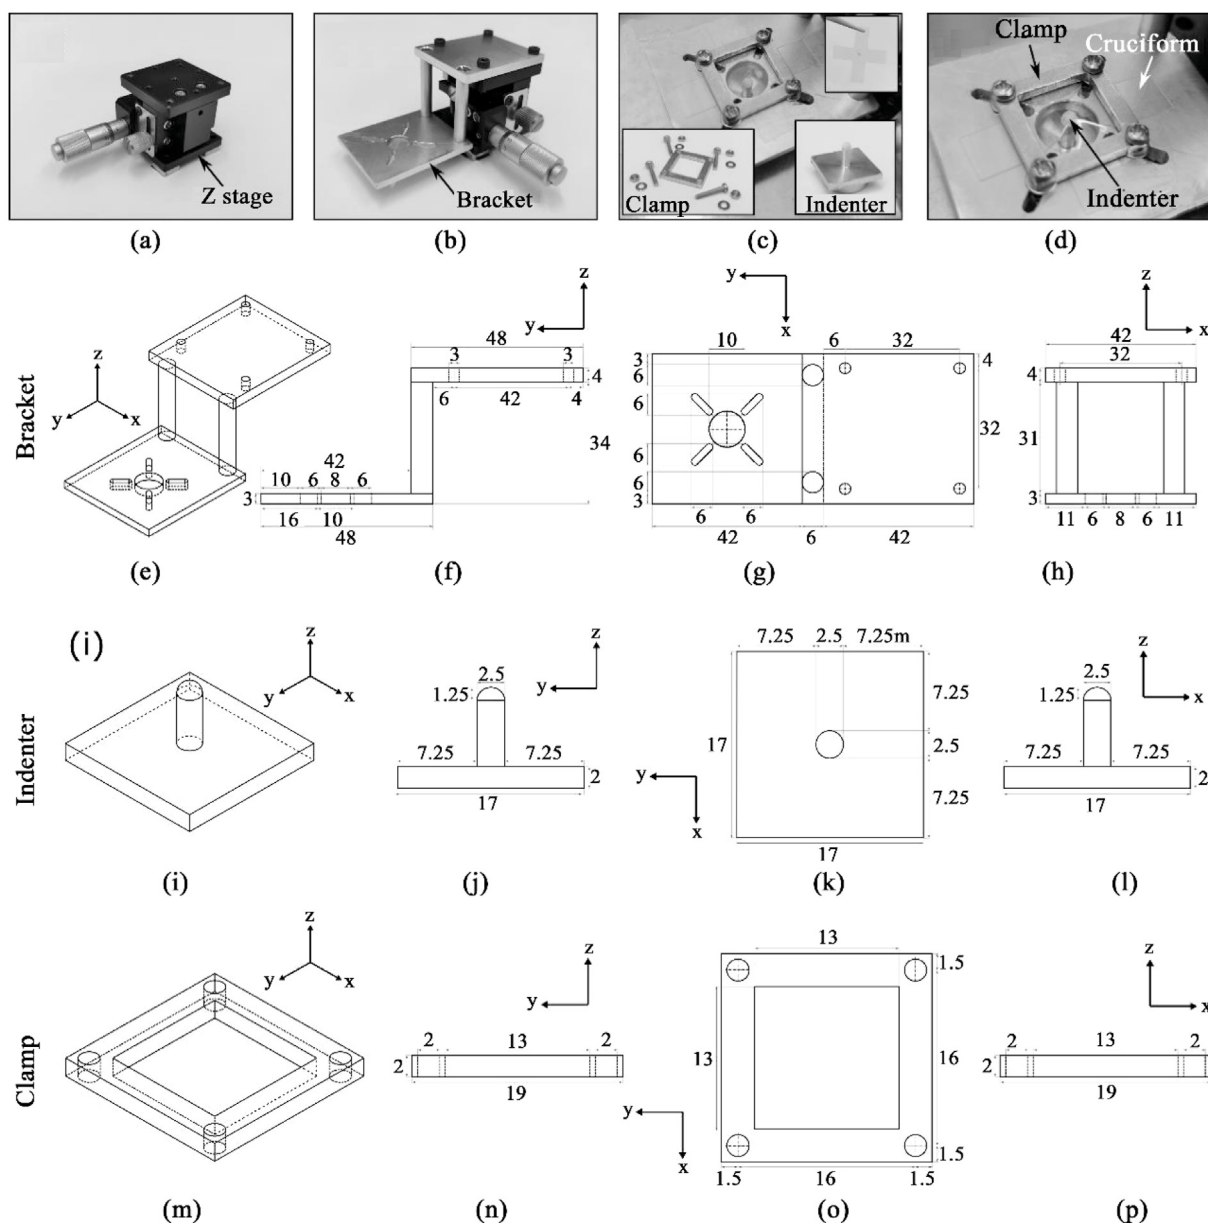 Z stage
Bracket
Clamp
Indenter
Clamp
Cruciform
Indenter
(a) (b) (c) (d)
Bracket
z
y x
(e)
z
y
48
3 3
4
6 42 4
34
42
10 6 8 6
3
16 10
48
(f)
y
x
10 6 32
3 4
6
6
32
6
6
3
6 6
42 6 42
(g)
z
x
42
32
4
31
3
11 6 8 6 11
(h)
(i)
Indenter
z
y x
(i)
z
y
2.5
1.25
7.25 7.25
2
17
(j)
7.25 2.5 7.25m
7.25
17 2.5
y
x
7.25
17
(k)
z
x
2.5
1.25
7.25 7.25
2
17
(l)
Clamp
z
y x
(m)
z
y
2 13 2
2
19
(n)
13
1.5
13 16
y
x
1.5
1.5 16 1.5
(o)
z
x
2 13 2
2
19
(p)